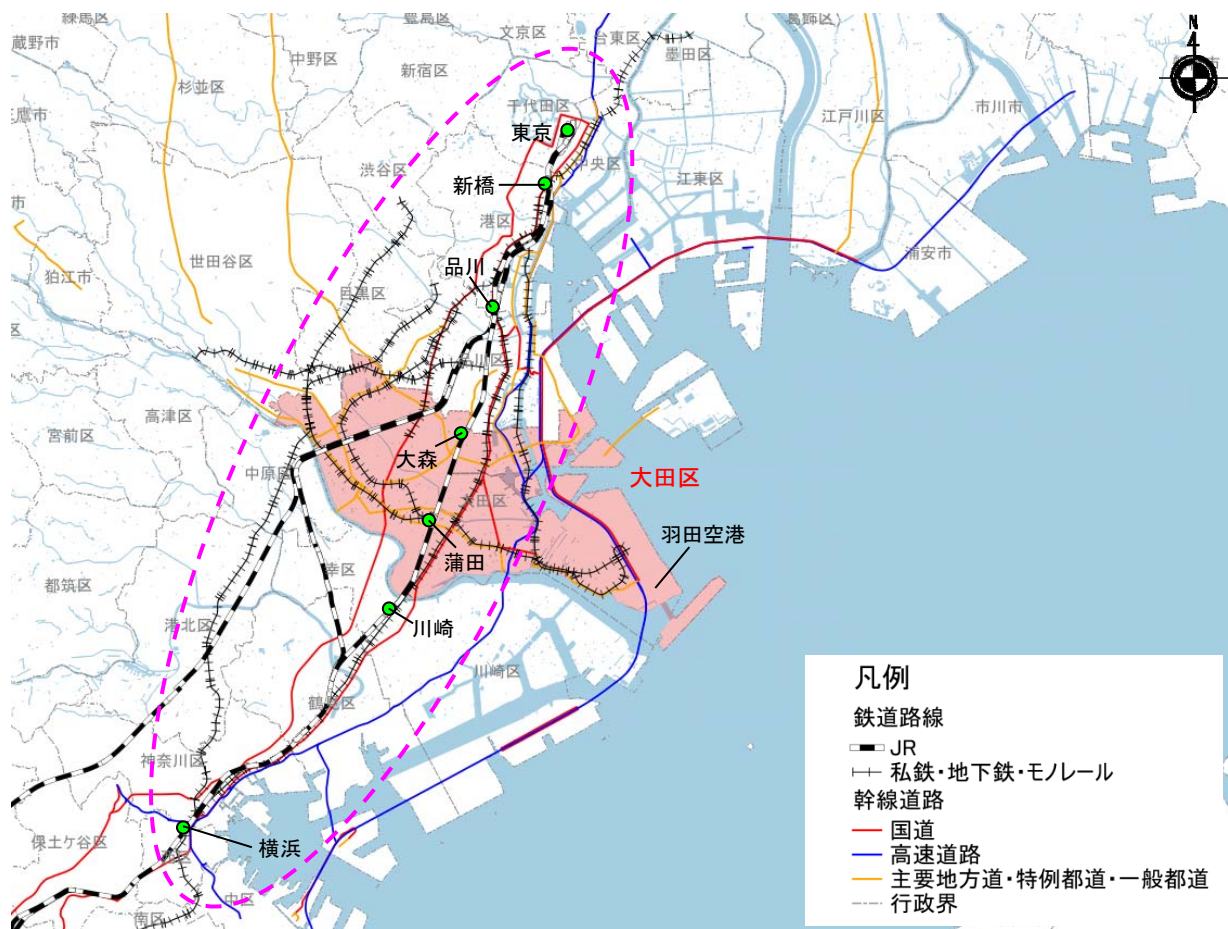 練馬区
豊島区
文京区
台東区
葛飾区
N
蔵野市
中野区
新宿区
墨田区
杉並区
千代田区
江戸川区
市川市
鷹市
東京
渋谷区
中央区
新橋
江東区
市
港区
世田谷区
浦安市
狛江市
品川
目黒区
区
品川区
高津区
宮前区
大森
中原区
大田区
大田区
羽田空港
蒲田
幸区
都筑区
港北区
川崎
川崎区
鶴見区
神奈川区
保土ケ谷区
横浜
西区
中区
南区
凡例
鉄道路線
JR
私鉄・地下鉄・モノレール
幹線道路
国道
高速道路
主要地方道・特例都道・一般都道
行政界